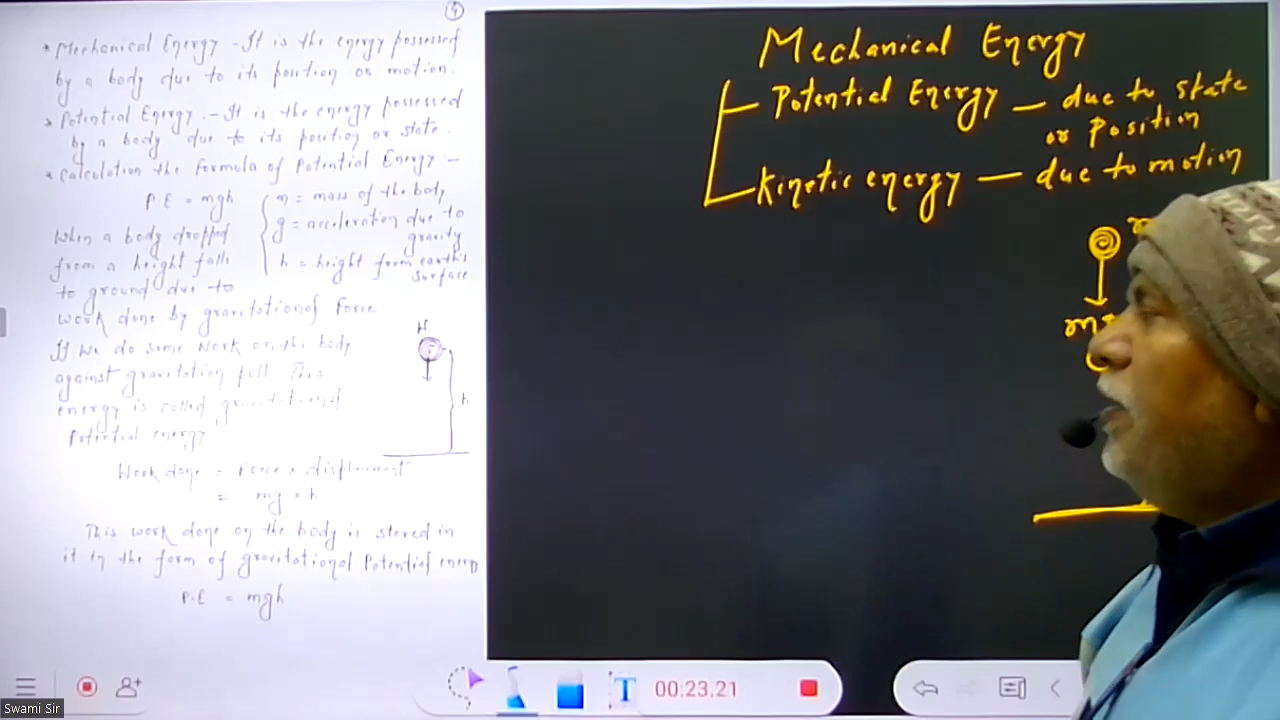 4
* Mechanical Energy - It is the energy possessed
by a body due to its position or motion.
* Potential Energy - It is the energy possessed
by a body due to its position or state.
* Calculation the formula of Potential Energy -
P.E = mgh
m = mass of the body
g = acceleration due to
gravity
h = height from earth's
surface
When a body dropped
from a height falls
to ground due to
work done by gravitational Force
If we do some work on the body
against gravitation pull This
energy is called gravitational
Potential energy
h
Work done = Force × displacement
= mg × h
This work done on the body is stored in
it in the form of gravitational Potential energy
P.E = mgh
Mechanical Energy
Potential Energy — due to state
or Position
Kinetic energy — due to motion
T
00:23.21
Swami Sir